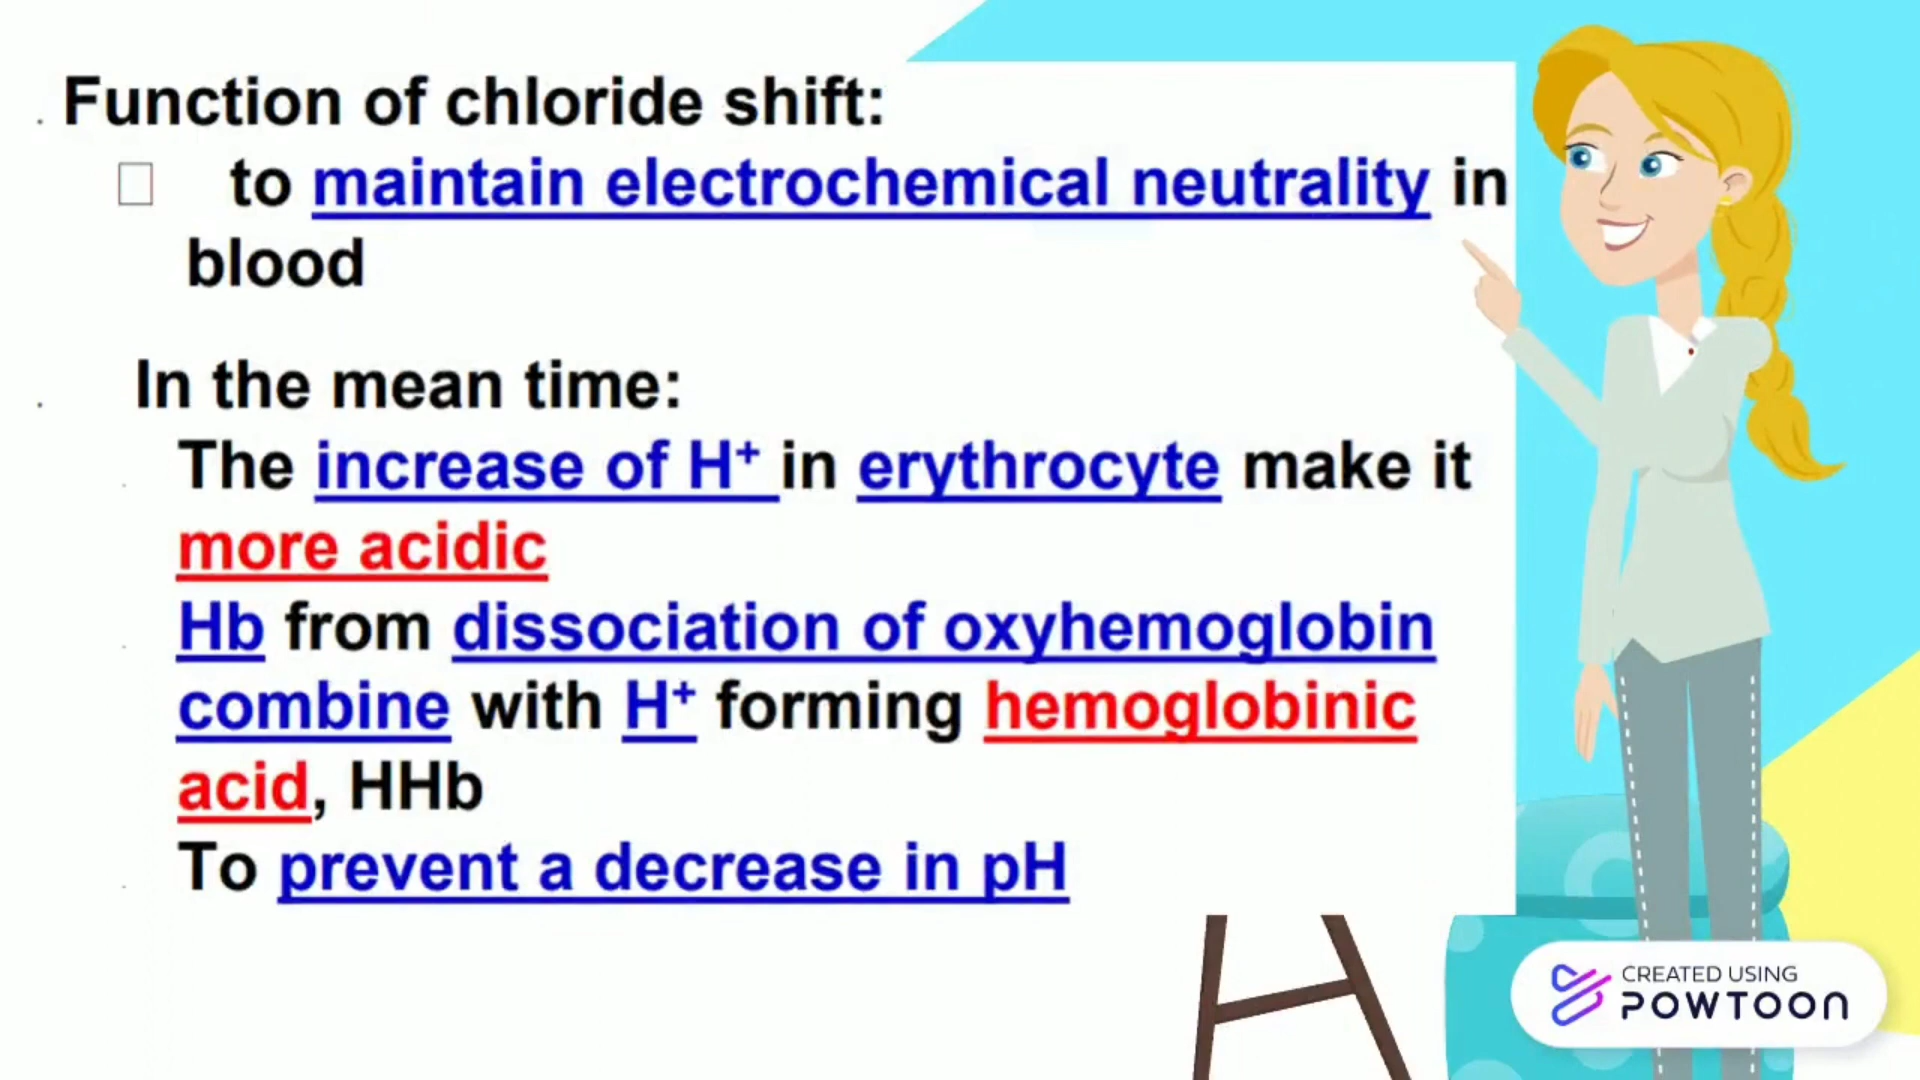 Function of chloride shift:
to maintain electrochemical neutrality in
blood
In the mean time:
The increase of H⁺ in erythrocyte make it
more acidic
Hb from dissociation of oxyhemoglobin
combine with H⁺ forming hemoglobinic
acid, HHb
To prevent a decrease in pH
CREATED USING
POWTOON